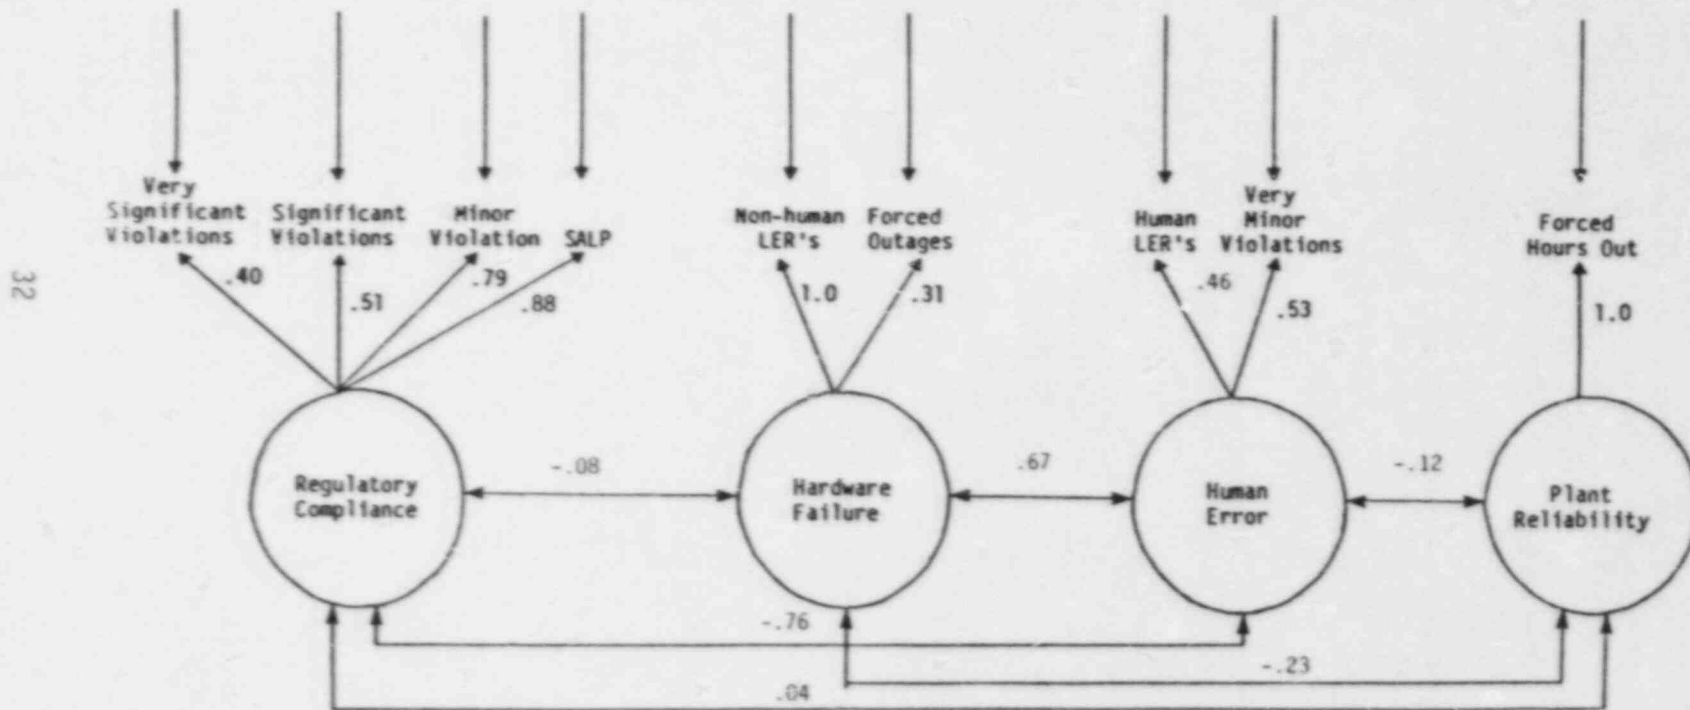 Very
Significant
Violations
Significant
Violations
Minor
Violation
SALP
Non-human
LER's
Forced
Outages
Human
LER's
Very
Minor
Violations
Forced
Hours Out
.40
.51
.79
.88
1.0
.31
.46
.53
1.0
32
Regulatory
Compliance
-.08
Hardware
Failure
.67
Human
Error
-.12
Plant
Reliability
-.76
-.23
.04